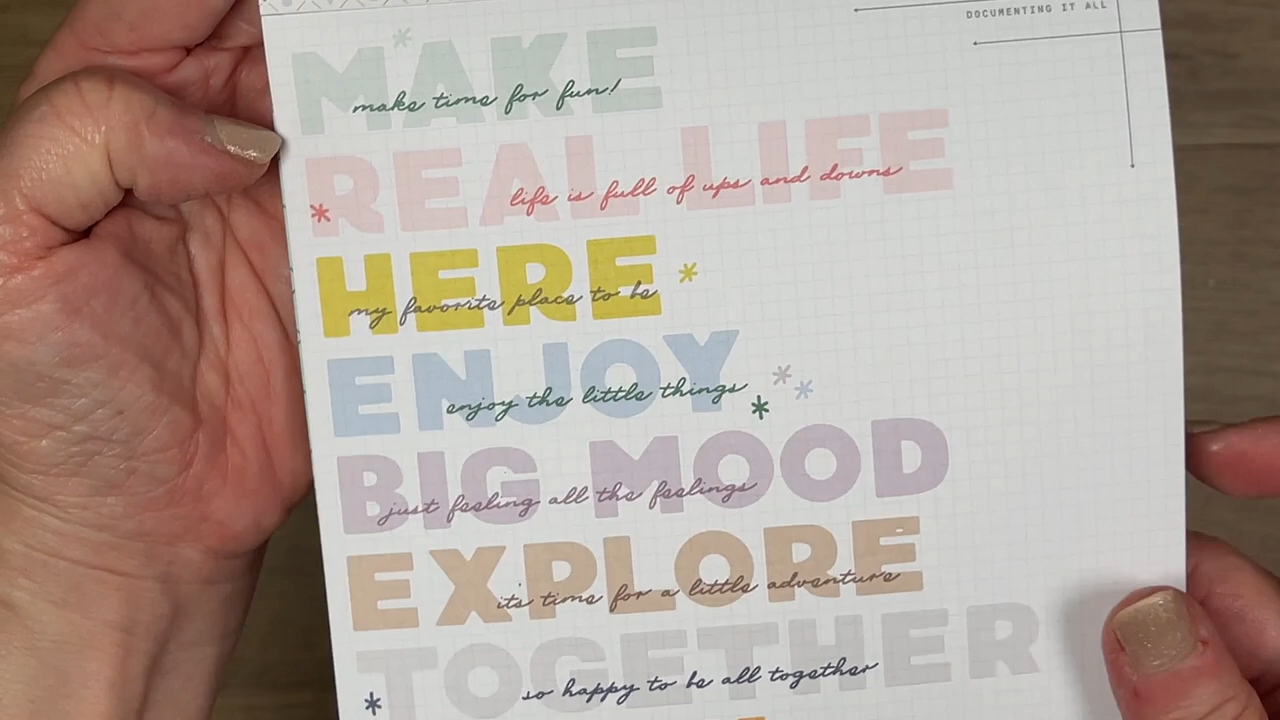 DOCUMENTING IT ALL
MAKE
make time for fun!
REAL LIFE
life is full of ups and downs
HERE
my favorite place to be
ENJOY
enjoy the little things
BIG MOOD
just feeling all the feelings
EXPLORE
it's time for a little adventure
TOGETHER
so happy to be all together